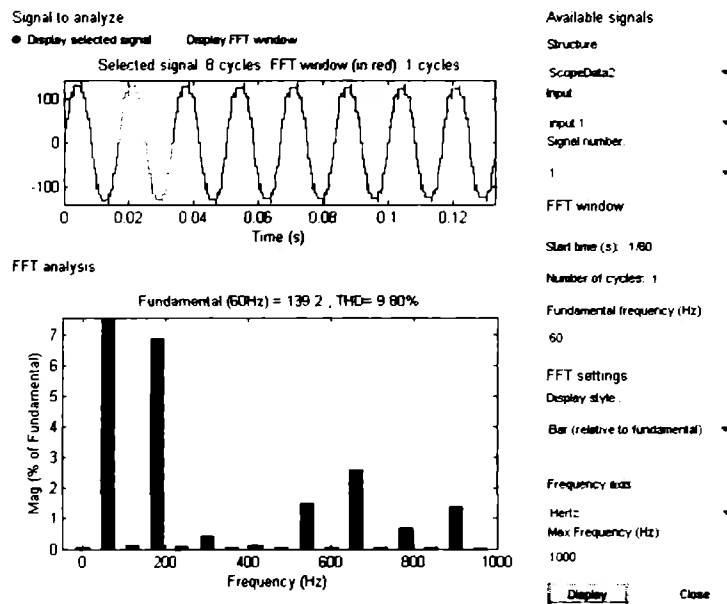 Signal to analyze
Display selected signal Display FFT window
Selected signal 8 cycles FFT window (in red) 1 cycles
100
0
-100
0 0.02 0.04 0.06 0.08 0.1 0.12
Time (s)
FFT analysis
Fundamental (60Hz) = 139.2 , THD= 9.80%
7
6
5
4
3
2
1
0
Mag (% of Fundamental)
0 200 400 600 800 1000
Frequency (Hz)
Available signals
Structure
ScopeData2
Input
input 1
Signal number:
1
FFT window
Start time (s): 1/60
Number of cycles: 1
Fundamental frequency (Hz)
60
FFT settings
Display style :
Bar (relative to fundamental)
Frequency axis
Hertz
Max Frequency (Hz)
1000
Display Close